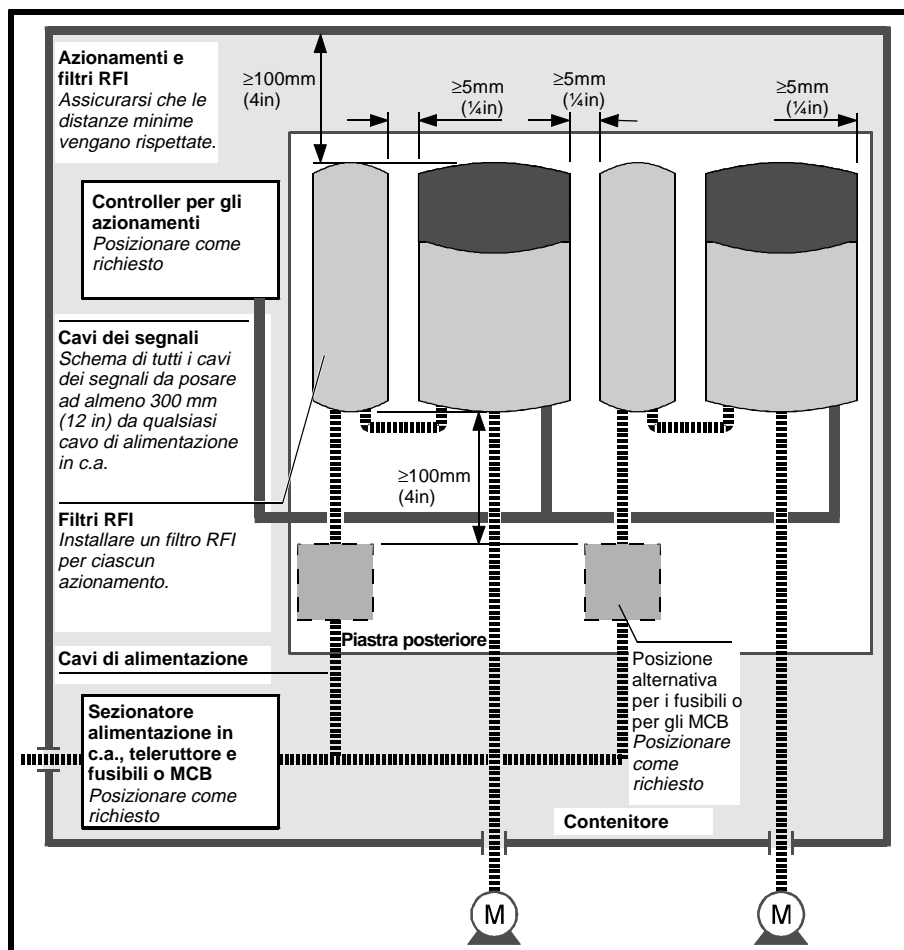 Azionamenti e
filtri RFI
Assicurarsi che le
distanze minime
vengano rispettate.
≥100mm
(4in)
≥5mm
(¼in)
≥5mm
(¼in)
≥5mm
(¼in)
Controller per gli
azionamenti
Posizionare come
richiesto
Cavi dei segnali
Schema di tutti i cavi
dei segnali da posare
ad almeno 300 mm
(12 in) da qualsiasi
cavo di alimentazione
in c.a.
≥100mm
(4in)
Filtri RFI
Installare un filtro RFI
per ciascun
azionamento.
Piastra posteriore
Cavi di alimentazione
Posizione
alternativa
per i fusibili o
per gli MCB
Posizionare
come
richiesto
Sezionatore
alimentazione in
c.a., teleruttore e
fusibili o MCB
Posizionare come
richiesto
Contenitore
M
M